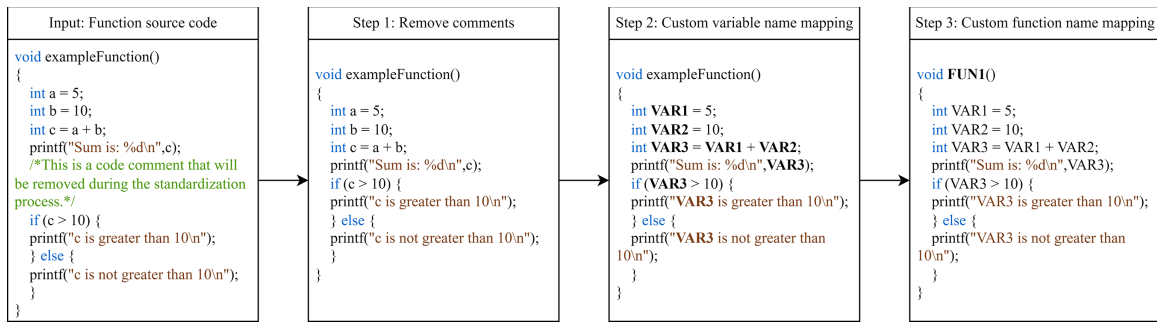 Input: Function source code
void exampleFunction()
{
int a = 5;
int b = 10;
int c = a + b;
printf("Sum is: %d\n",c);
/*This is a code comment that will
be removed during the standardization
process.*/
if (c > 10) {
printf("c is greater than 10\n");
} else {
printf("c is not greater than 10\n");
}
}
Step 1: Remove comments
void exampleFunction()
{
int a = 5;
int b = 10;
int c = a + b;
printf("Sum is: %d\n",c);
if (c > 10) {
printf("c is greater than 10\n");
} else {
printf("c is not greater than 10\n");
}
}
Step 2: Custom variable name mapping
void exampleFunction()
{
int VAR1 = 5;
int VAR2 = 10;
int VAR3 = VAR1 + VAR2;
printf("Sum is: %d\n",VAR3);
if (VAR3 > 10) {
printf("VAR3 is greater than 10\n");
} else {
printf("VAR3 is not greater than
10\n");
}
}
Step 3: Custom function name mapping
void FUN1()
{
int VAR1 = 5;
int VAR2 = 10;
int VAR3 = VAR1 + VAR2;
printf("Sum is: %d\n",VAR3);
if (VAR3 > 10) {
printf("VAR3 is greater than 10\n");
} else {
printf("VAR3 is not greater than
10\n");
}
}